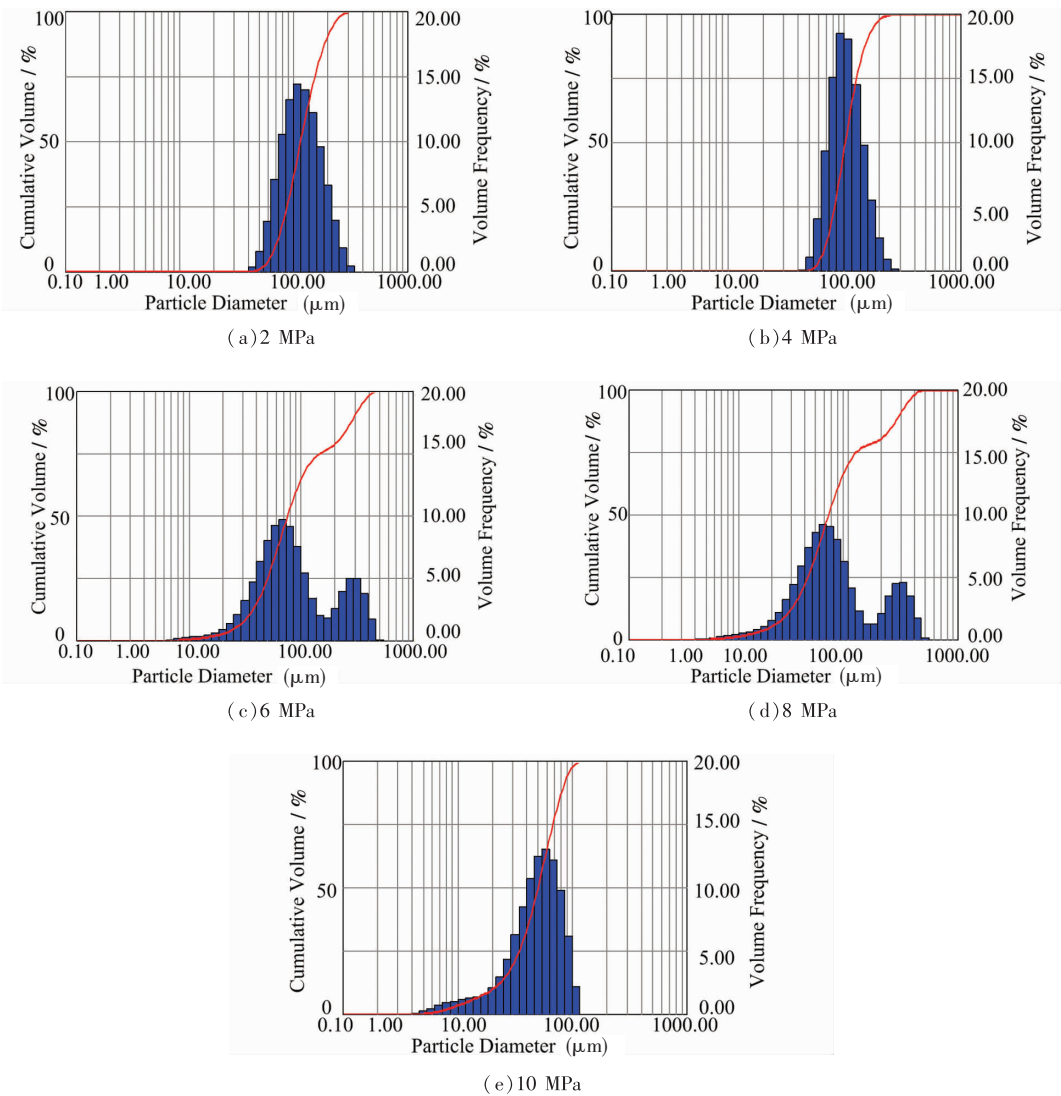 100
50
0
Cumulative Volume / %
20.00
15.00
10.00
5.00
0.00
Volume Frequency / %
0.10 1.00 10.00 100.00 1000.00
Particle Diameter (μm)
(a)2 MPa
100
50
0
Cumulative Volume / %
20.00
15.00
10.00
5.00
0.00
Volume Frequency / %
0.10 1.00 10.00 100.00 1000.00
Particle Diameter (μm)
(b)4 MPa
100
50
0
Cumulative Volume / %
20.00
15.00
10.00
5.00
0.00
Volume Frequency / %
0.10 1.00 10.00 100.00 1000.00
Particle Diameter (μm)
(c)6 MPa
100
50
0
Cumulative Volume / %
20.00
15.00
10.00
5.00
0.00
Volume Frequency / %
0.10 1.00 10.00 100.00 1000.00
Particle Diameter (μm)
(d)8 MPa
100
50
0
Cumulative Volume / %
20.00
15.00
10.00
5.00
0.00
Volume Frequency / %
0.10 1.00 10.00 100.00 1000.00
Particle Diameter (μm)
(e)10 MPa